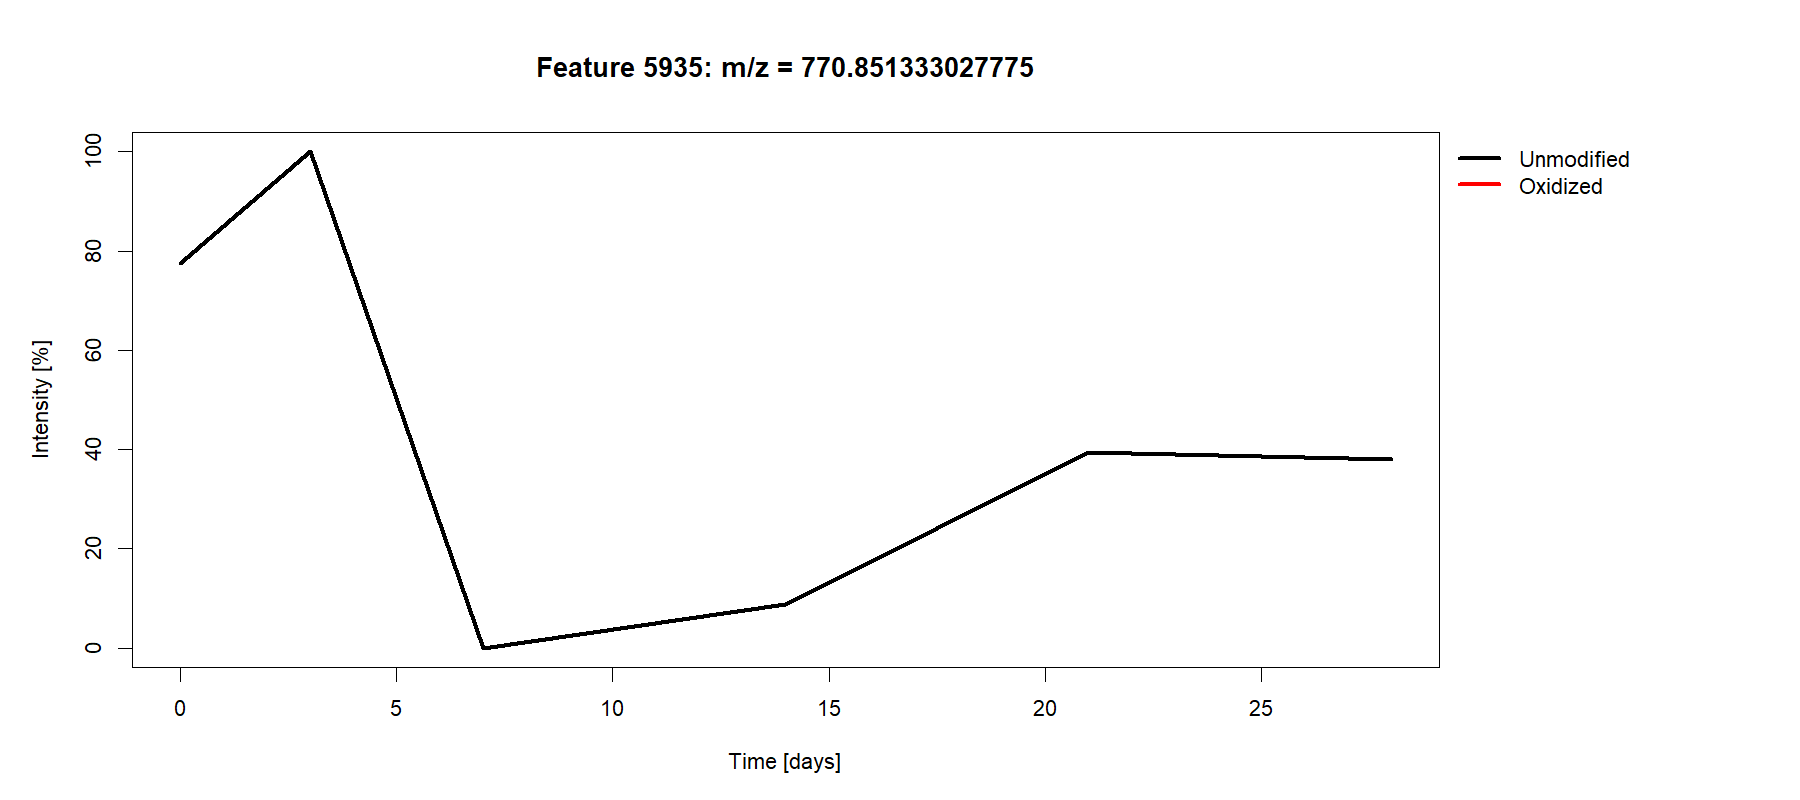 Feature 5935: m/z = 770.851333027775
Unmodified
Oxidized
Intensity [%]
100
80
60
40
20
0
0 5 10 15 20 25
Time [days]